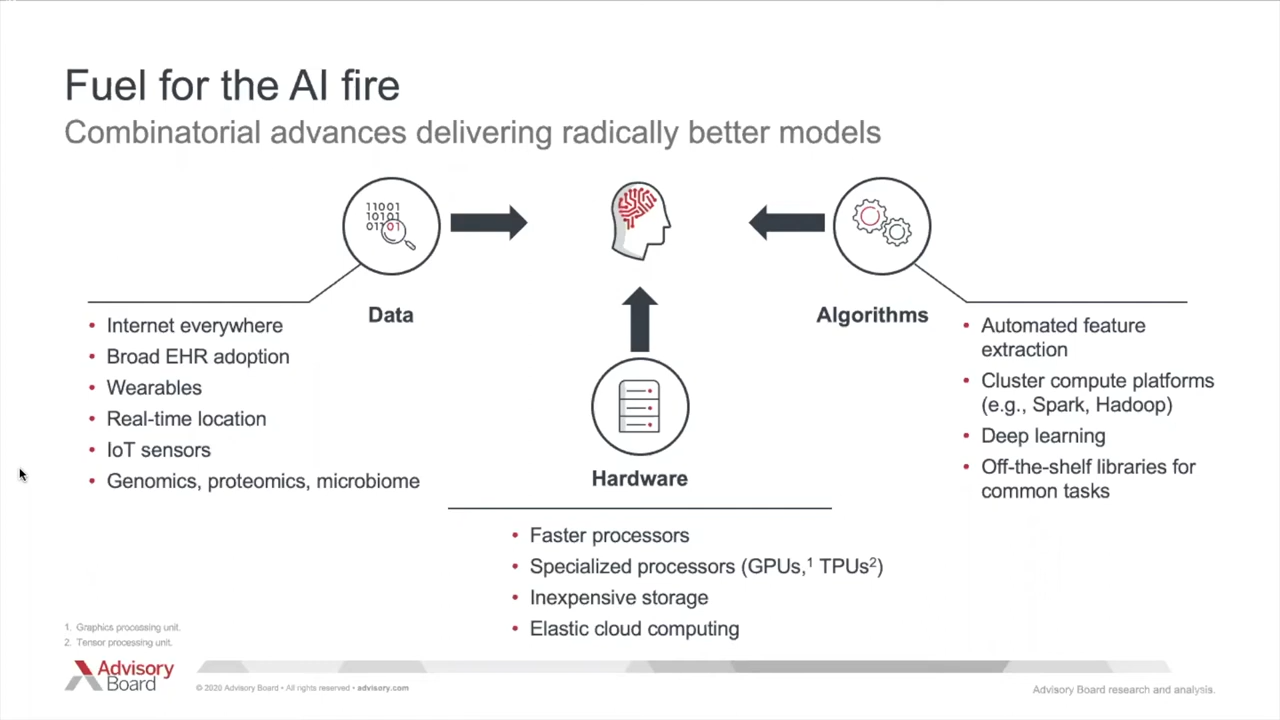 Fuel for the AI fire
Combinatorial advances delivering radically better models
11001
10101
01101
Data
• Internet everywhere
• Broad EHR adoption
• Wearables
• Real-time location
• IoT sensors
• Genomics, proteomics, microbiome
Hardware
• Faster processors
• Specialized processors (GPUs,¹ TPUs²)
• Inexpensive storage
• Elastic cloud computing
Algorithms
• Automated feature
extraction
• Cluster compute platforms
(e.g., Spark, Hadoop)
• Deep learning
• Off-the-shelf libraries for
common tasks
1. Graphics processing unit.
2. Tensor processing unit.
Advisory
Board
© 2020 Advisory Board • All rights reserved • advisory.com
Advisory Board research and analysis.